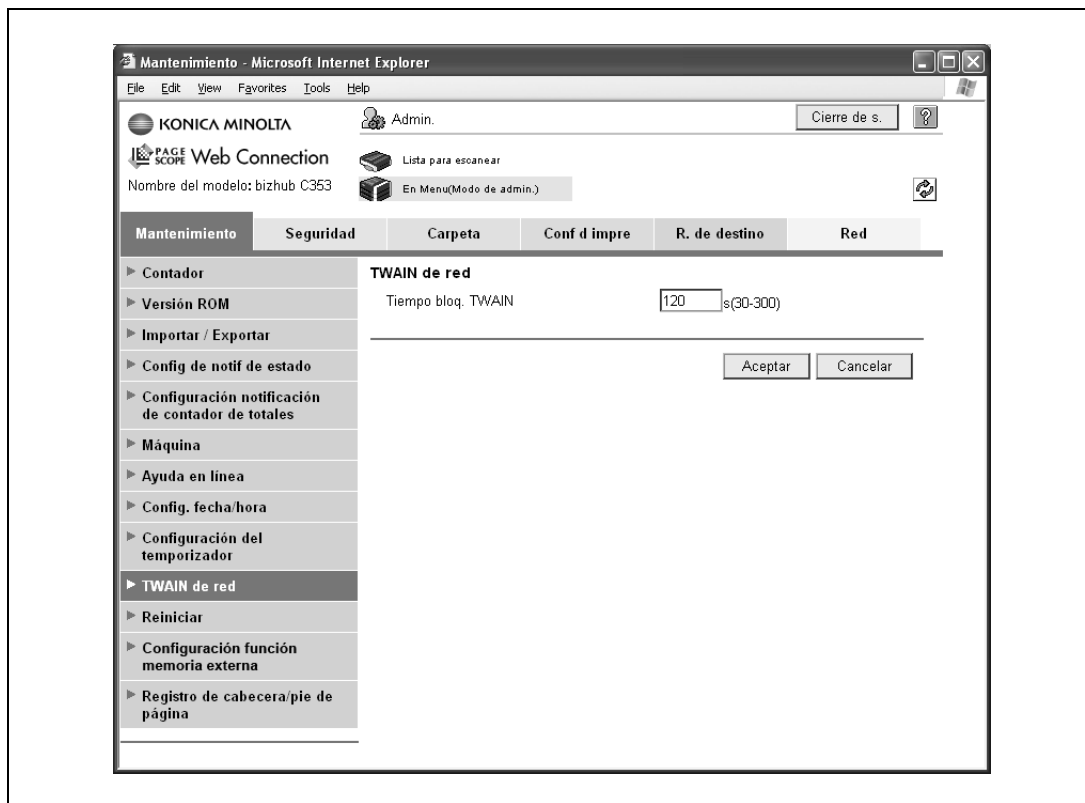 Mantenimiento - Microsoft Internet Explorer
File Edit View Favorites Tools Help
KONICA MINOLTA
Admin.
Cierre de s.
?
PAGE SCOPE Web Connection
Lista para escanear
Nombre del modelo: bizhub C353
En Menu(Modo de admin.)
Mantenimiento Seguridad Carpeta Conf d impre R. de destino Red
Contador
Versión ROM
Importar / Exportar
Config de notif de estado
Configuración notificación
de contador de totales
Máquina
Ayuda en línea
Config. fecha/hora
Configuración del
temporizador
TWAIN de red
Reiniciar
Configuración función
memoria externa
Registro de cabecera/pie de
página
TWAIN de red
Tiempo bloq. TWAIN 120 s(30-300)
Aceptar Cancelar